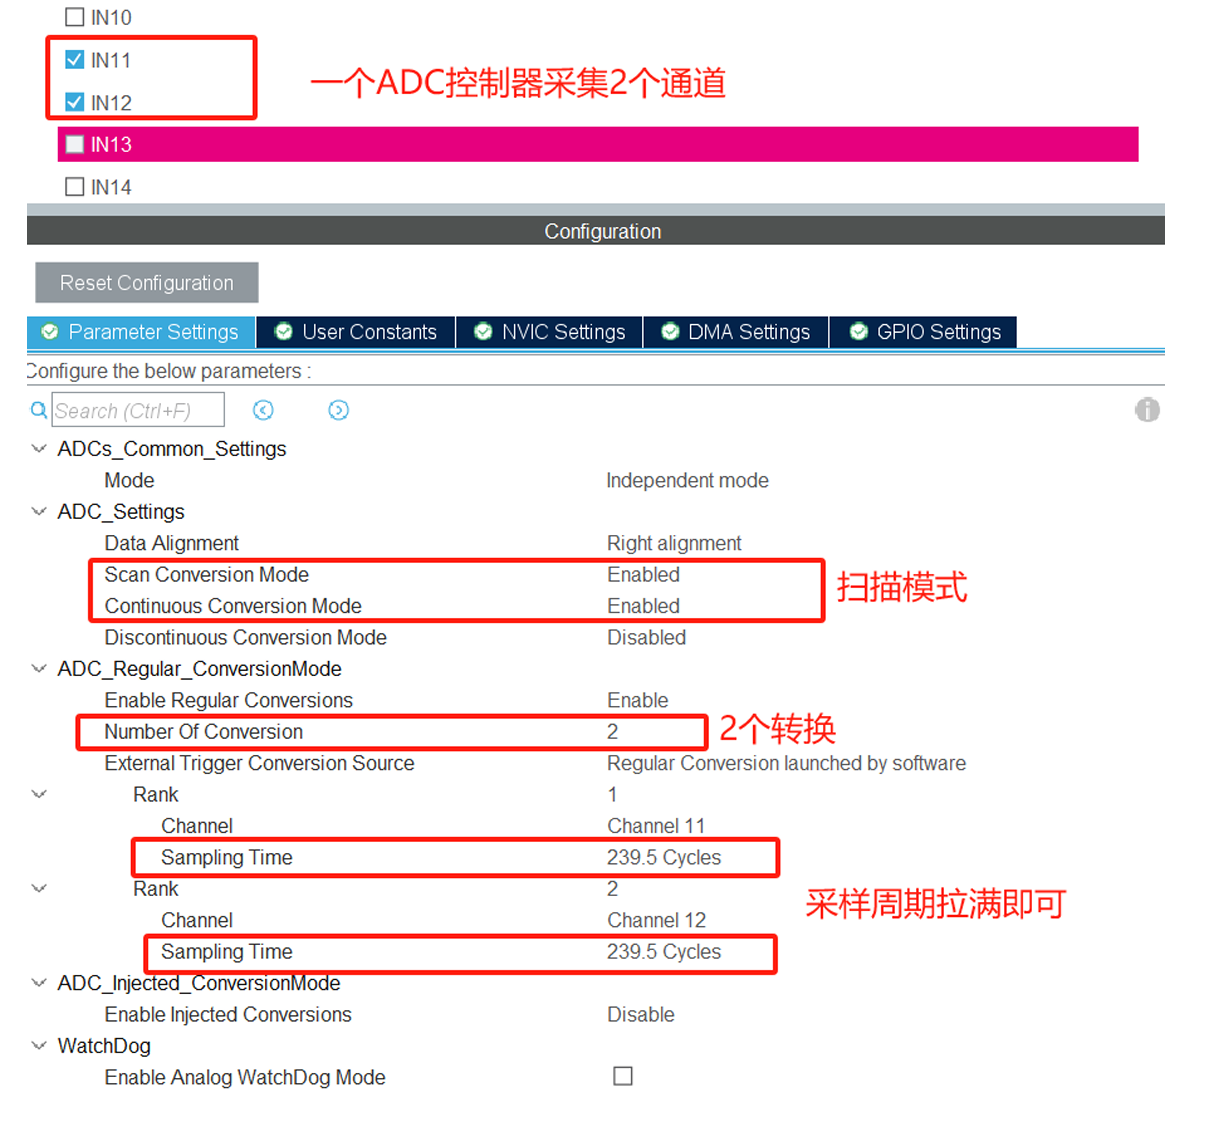 IN10
IN11
IN12
一个ADC控制器采集2个通道
IN13
IN14
Configuration
Reset Configuration
Parameter Settings User Constants NVIC Settings DMA Settings GPIO Settings
Configure the below parameters :
Search (Ctrl+F)
ADCs_Common_Settings
Mode Independent mode
ADC_Settings
Data Alignment Right alignment
Scan Conversion Mode Enabled
Continuous Conversion Mode Enabled
扫描模式
Discontinuous Conversion Mode Disabled
ADC_Regular_ConversionMode
Enable Regular Conversions Enable
Number Of Conversion 2
2个转换
External Trigger Conversion Source Regular Conversion launched by software
Rank 1
Channel Channel 11
Sampling Time 239.5 Cycles
Rank 2
采样周期拉满即可
Channel Channel 12
Sampling Time 239.5 Cycles
ADC_Injected_ConversionMode
Enable Injected Conversions Disable
WatchDog
Enable Analog WatchDog Mode